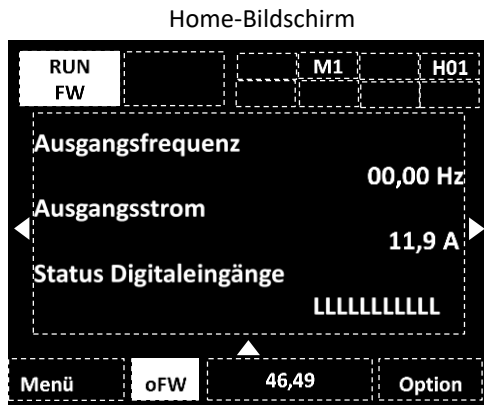 Home-Bildschirm
RUN M1 H01
FW
Ausgangsfrequenz
00,00 Hz
Ausgangsstrom
11,9 A
Status Digitaleingänge
LLLLLLLLLLL
Menü oFW 46,49 Option